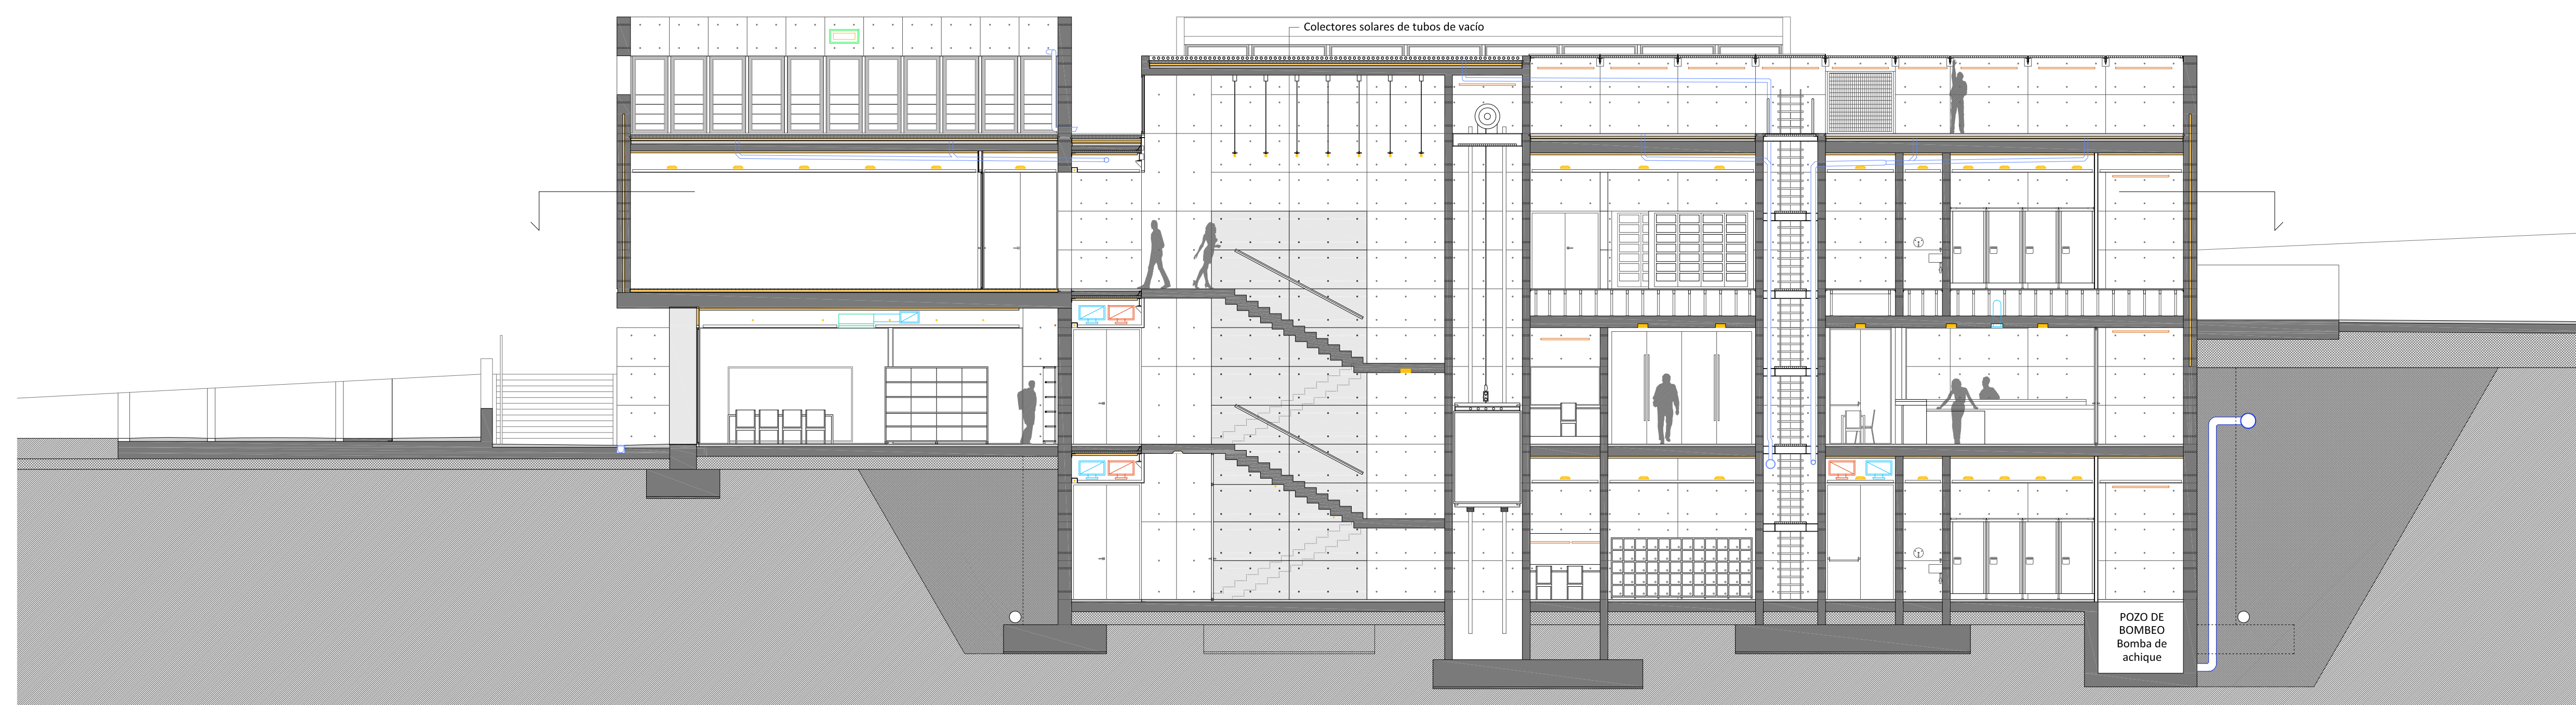 Colectores solares de tubos de vacío
POZO DE
BOMBEO
Bomba de
achique